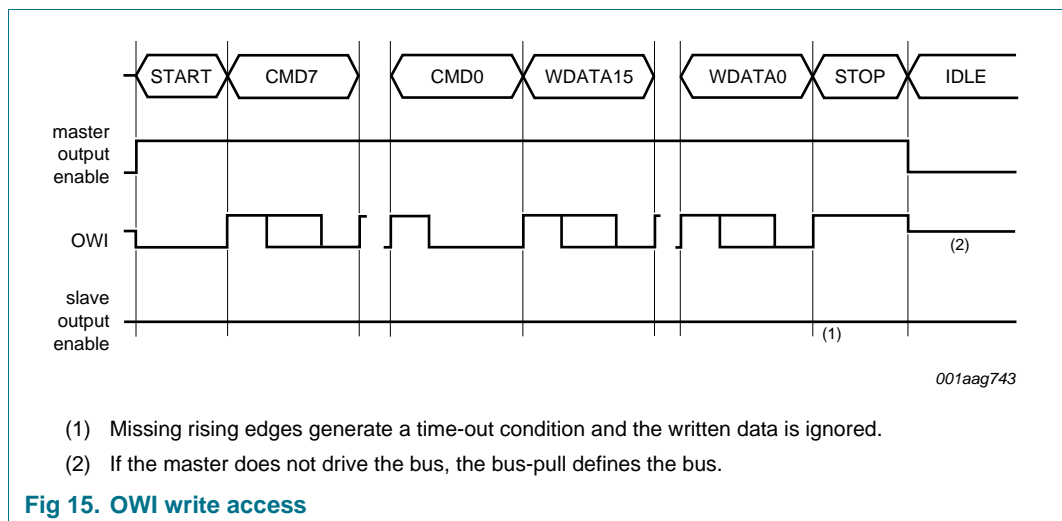 START CMD7 CMD0 WDATA15 WDATA0 STOP IDLE
master
output
enable
OWI
(2)
slave
output
enable
(1)
001aag743
(1) Missing rising edges generate a time-out condition and the written data is ignored.
(2) If the master does not drive the bus, the bus-pull defines the bus.
Fig 15. OWI write access